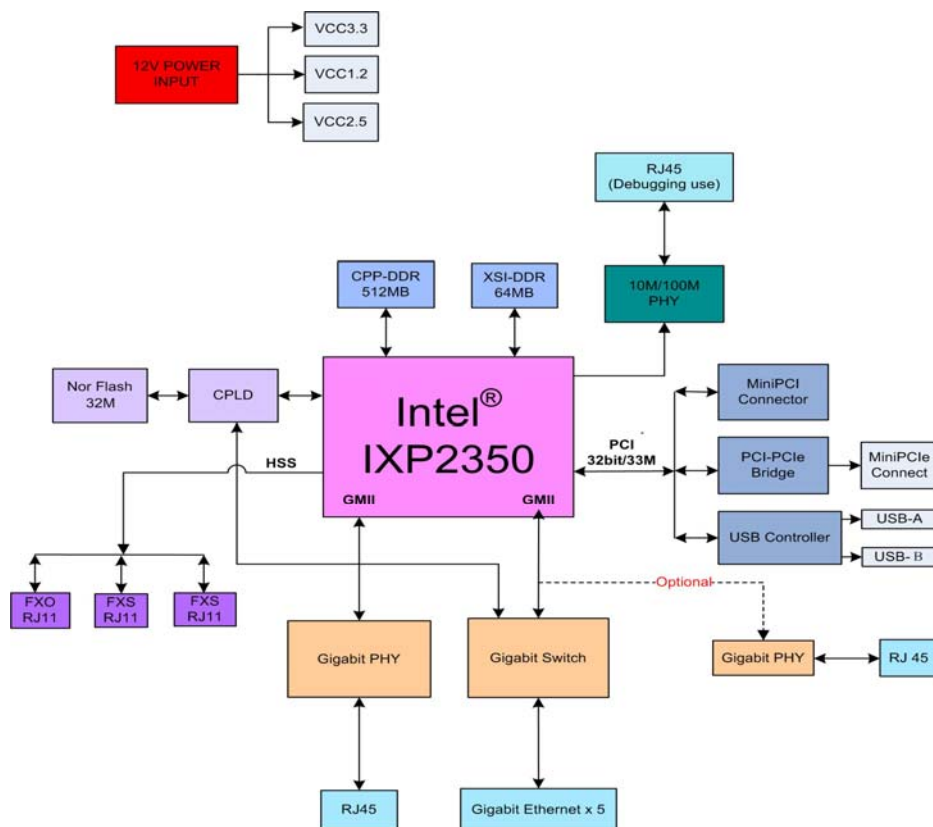 VCC3.3
12V POWER
INPUT
VCC1.2
VCC2.5
RJ45
(Debugging use)
CPP-DDR
512MB
XSI-DDR
64MB
10M/100M
PHY
Nor Flash
32M
CPLD
Intel®
IXP2350
MiniPCI
Connector
PCI
32bit/33M
PCI-PCIe
Bridge
MiniPCIe
Connect
HSS
GMII
GMII
USB Controller
USB-A
USB-B
Optional
FXO
RJ11
FXS
RJ11
FXS
RJ11
Gigabit PHY
Gigabit Switch
Gigabit PHY
RJ 45
RJ45
Gigabit Ethernet x 5